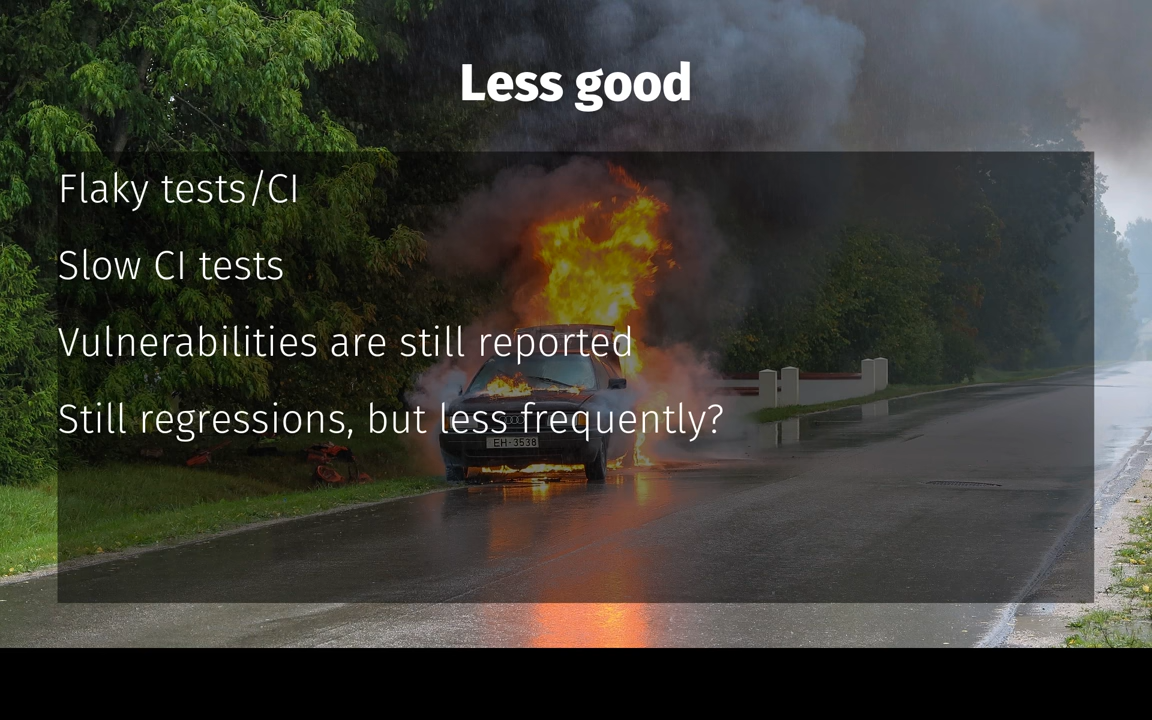 Less good
Flaky tests/CI
Slow CI tests
Vulnerabilities are still reported
Still regressions, but less frequently?
EH-3538